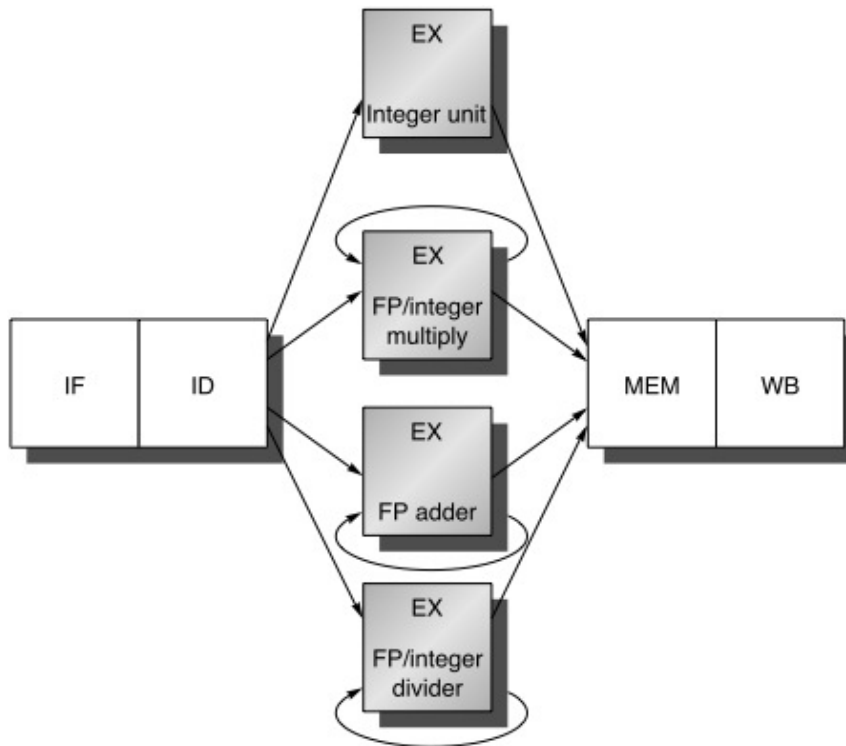 EX
Integer unit
EX
FP/integer
multiply
IF
ID
MEM
WB
EX
FP adder
EX
FP/integer
divider